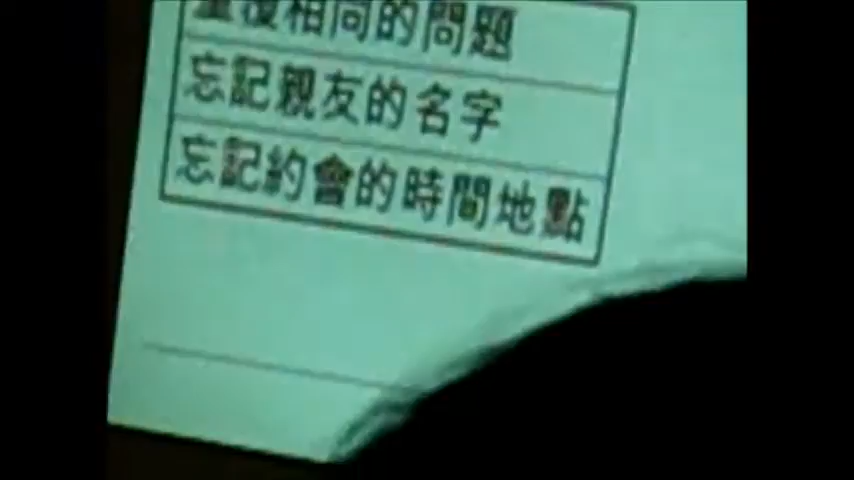 重複相同的問題
忘記親友的名字
忘記約會的時間地點